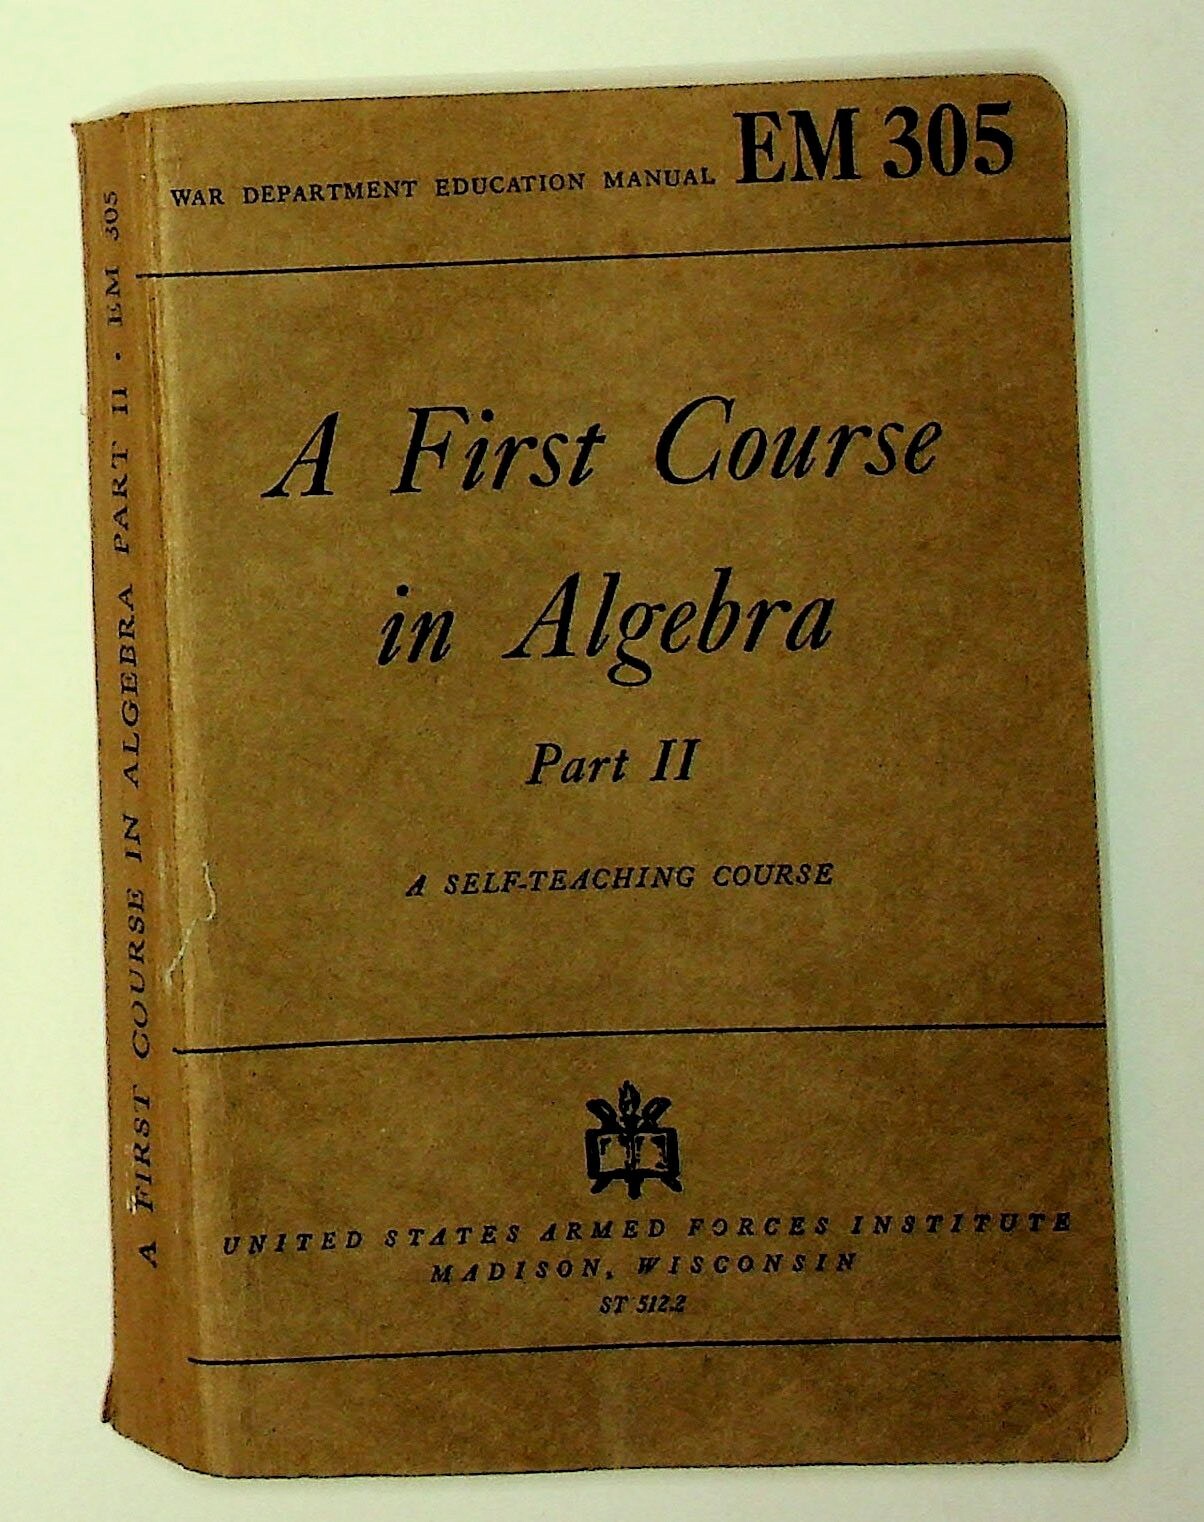 WAR DEPARTMENT EDUCATION MANUAL EM 305
A First Course
in Algebra
Part II
A SELF-TEACHING COURSE
UNITED STATES ARMED FORCES INSTITUTE
MADISON, WISCONSIN
ST 512.2
A FIRST COURSE IN ALGEBRA PART II · EM 305